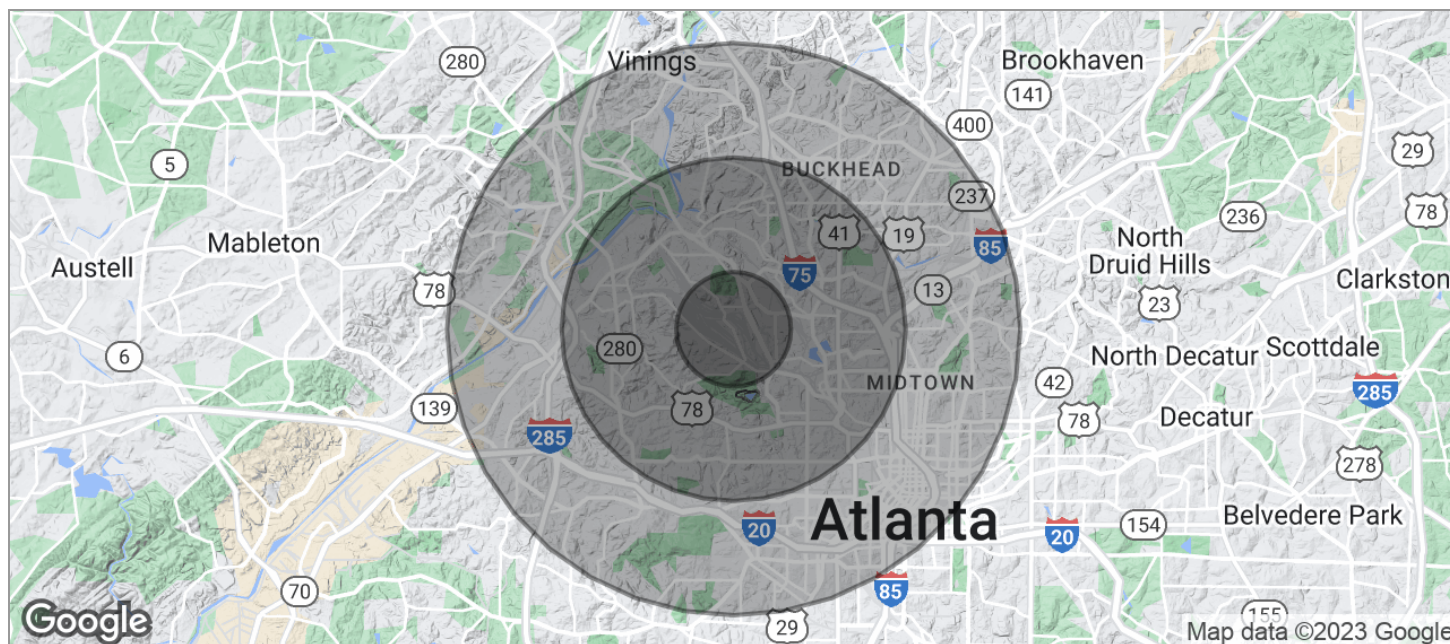 Vinings
Brookhaven
280
141
400
5
29
BUCKHEAD
237
78
236
41
19
Mableton
85
North
Druid Hills
Austell
75
Clarkston
78
13
23
280
6
North Decatur
Scottdale
MIDTOWN
42
285
139
78
78
Decatur
285
278
Atlanta
20
154
Belvedere Park
20
70
85
155
Google
29
Map data ©2023 Google